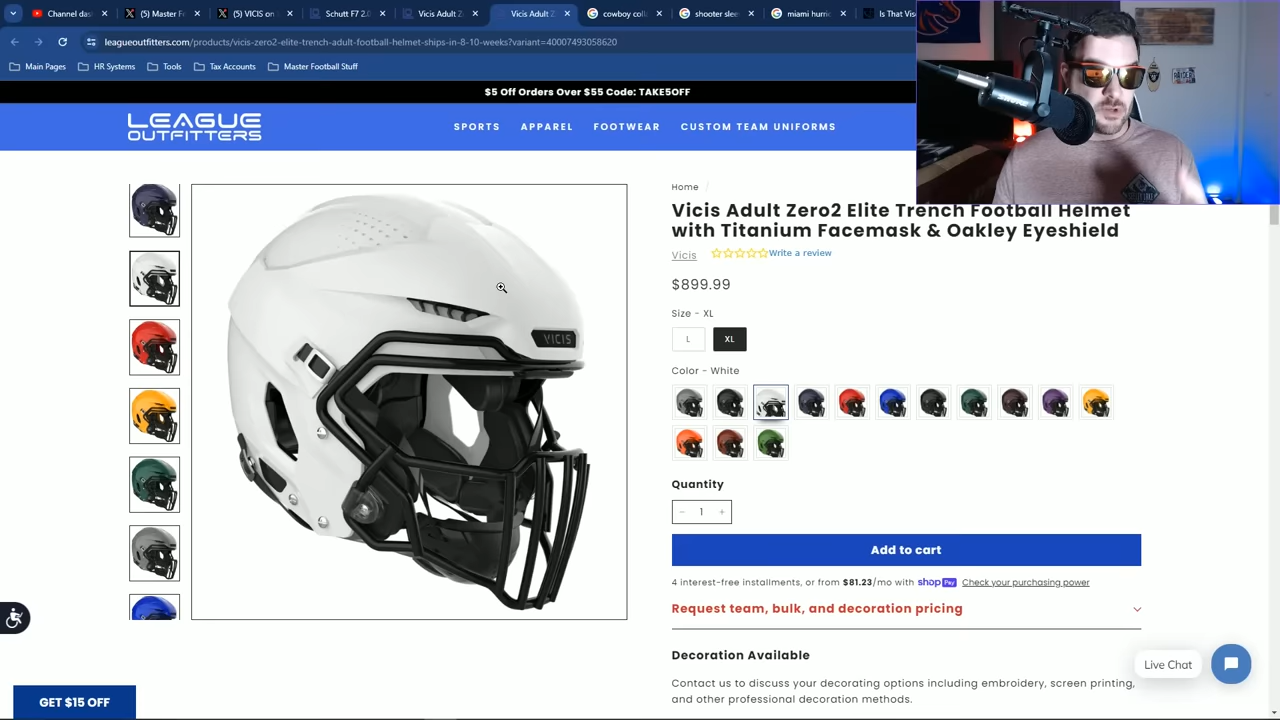 Channel das
(5) Master Fe
(5) VICIS on
Schutt F7 2.0
Vicis Adult Z
Vicis Adult Z
cowboy coll
shooter slee
miami hurric
Is That Vise
leagueoutfitters.com/products/vicis-zero2-elite-trench-adult-football-helmet-ships-in-8-10-weeks?variant=40007493058620
Main Pages
HR Systems
Tools
Tax Accounts
Master Football Stuff
$5 Off Orders Over $55 Code: TAKE5OFF
LEAGUE
OUTFITTERS
SPORTS
APPAREL
FOOTWEAR
CUSTOM TEAM UNIFORMS
Home /
Vicis Adult Zero2 Elite Trench Football Helmet
with Titanium Facemask & Oakley Eyeshield
Vicis
Write a review
$899.99
Size - XL
L
XL
Color - White
VICIS
Quantity
− 1 +
Add to cart
4 interest-free installments, or from $81.23/mo with shop Pay Check your purchasing power
Request team, bulk, and decoration pricing
Decoration Available
Contact us to discuss your decorating options including embroidery, screen printing,
and other professional decoration methods.
Live Chat
GET $15 OFF